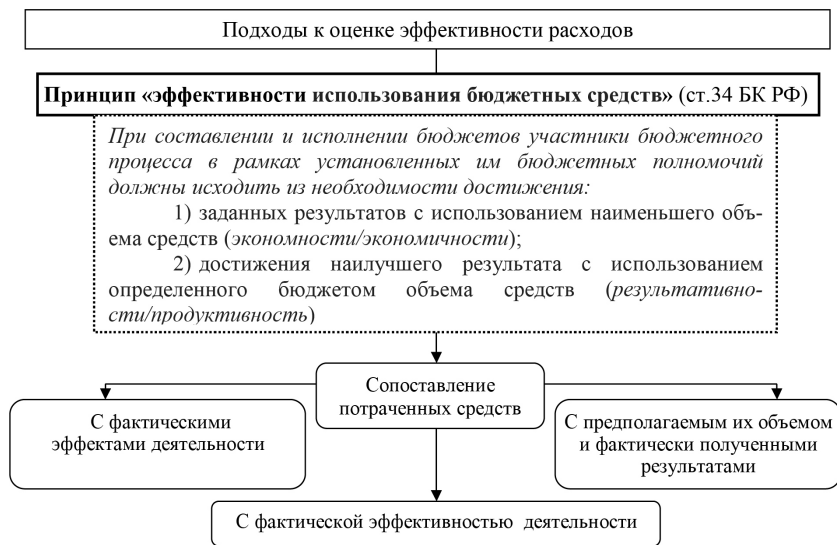 Подходы к оценке эффективности расходов
Принцип «эффективности использования бюджетных средств» (ст.34 БК РФ)
При составлении и исполнении бюджетов участники бюджетного
процесса в рамках установленных им бюджетных полномочий
должны исходить из необходимости достижения:
1) заданных результатов с использованием наименьшего объ-
ема средств (экономности/экономичности);
2) достижения наилучшего результата с использованием
определенного бюджетом объема средств (результативно-
сти/продуктивность)
Сопоставление
потраченных средств
С фактическими
эффектами деятельности
С предполагаемым их объемом
и фактически полученными
результатами
С фактической эффективностью деятельности